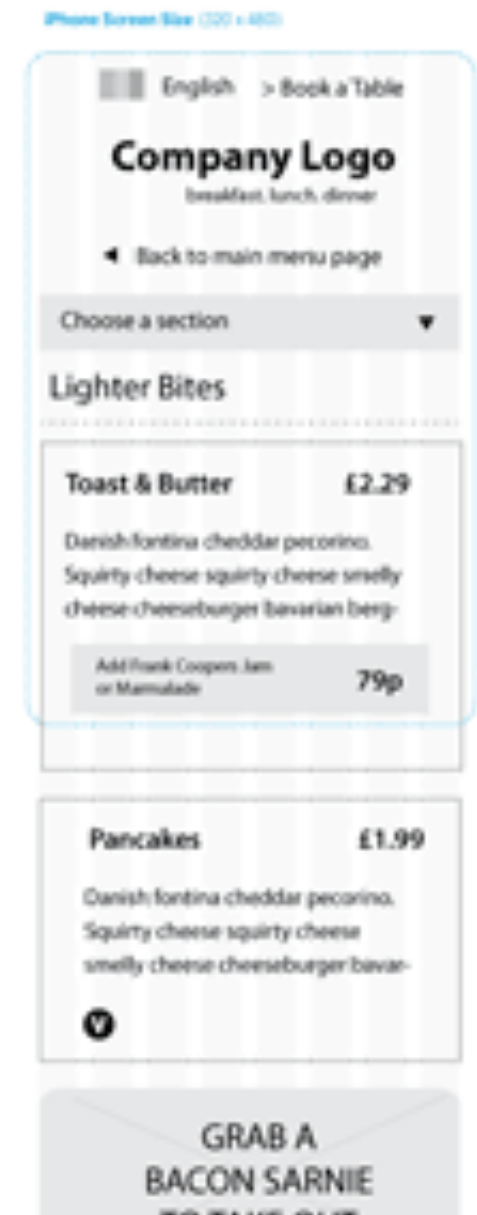 iPhone Screen Size (320 x 480)
English > Book a Table
Company Logo
breakfast. lunch. dinner
◀ Back to main menu page
Choose a section ▼
Lighter Bites
Toast & Butter £2.29
Danish fontina cheddar pecorino.
Squirty cheese squirty cheese smelly
cheese cheeseburger bavarian berg-
Add Frank Coopers Jam
or Marmalade 79p
Pancakes £1.99
Danish fontina cheddar pecorino.
Squirty cheese squirty cheese
smelly cheese cheeseburger bavar-
V
GRAB A
BACON SARNIE
TO TAKE OUT